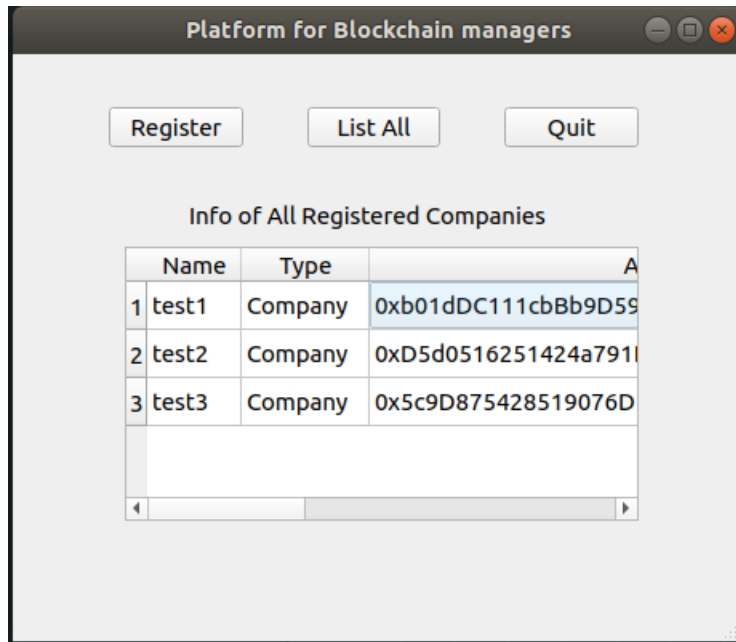 Platform for Blockchain managers
Register List All Quit
Info of All Registered Companies
Name Type A
1 test1 Company 0xb01dDC111cbBb9D59
2 test2 Company 0xD5d0516251424a791
3 test3 Company 0x5c9D875428519076D